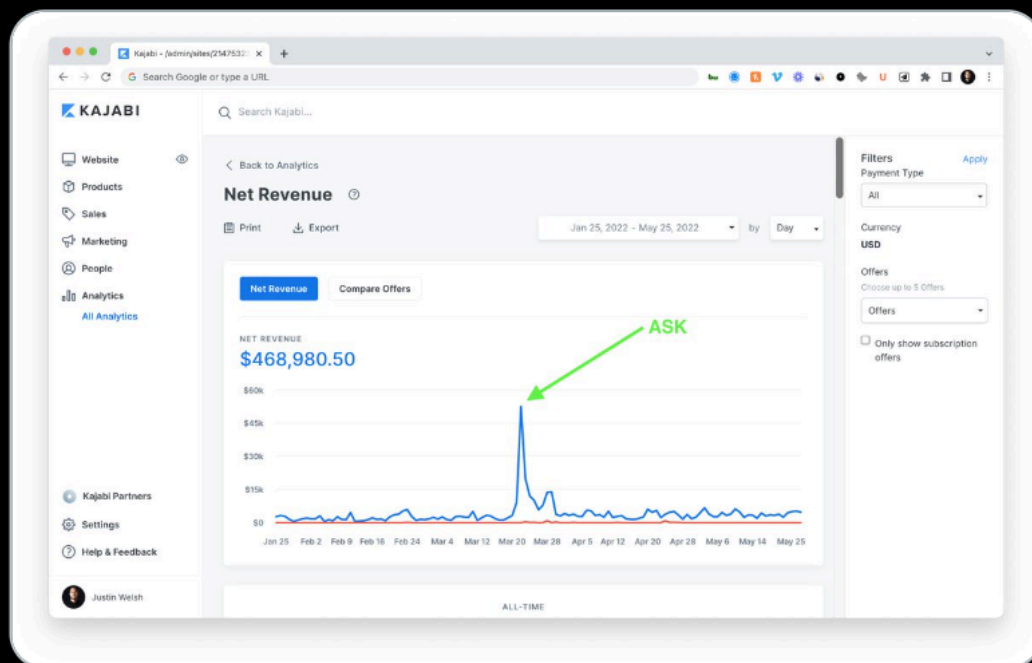 Kajabi - /admin/sites/2147532
Search Google or type a URL
KAJABI
Search Kajabi...
Website
Products
Sales
Marketing
People
Analytics
All Analytics
Kajabi Partners
Settings
Help & Feedback
Justin Welsh
Back to Analytics
Net Revenue
Print
Export
Jan 25, 2022 - May 25, 2022
by
Day
Net Revenue
Compare Offers
ASK
NET REVENUE
$468,980.50
$60k
$45k
$30k
$15k
$0
Jan 25 Feb 2 Feb 9 Feb 16 Feb 24 Mar 4 Mar 12 Mar 20 Mar 28 Apr 5 Apr 12 Apr 20 Apr 28 May 6 May 14 May 25
ALL-TIME
Filters
Apply
Payment Type
All
Currency
USD
Offers
Choose up to 5 Offers
Offers
Only show subscription
offers